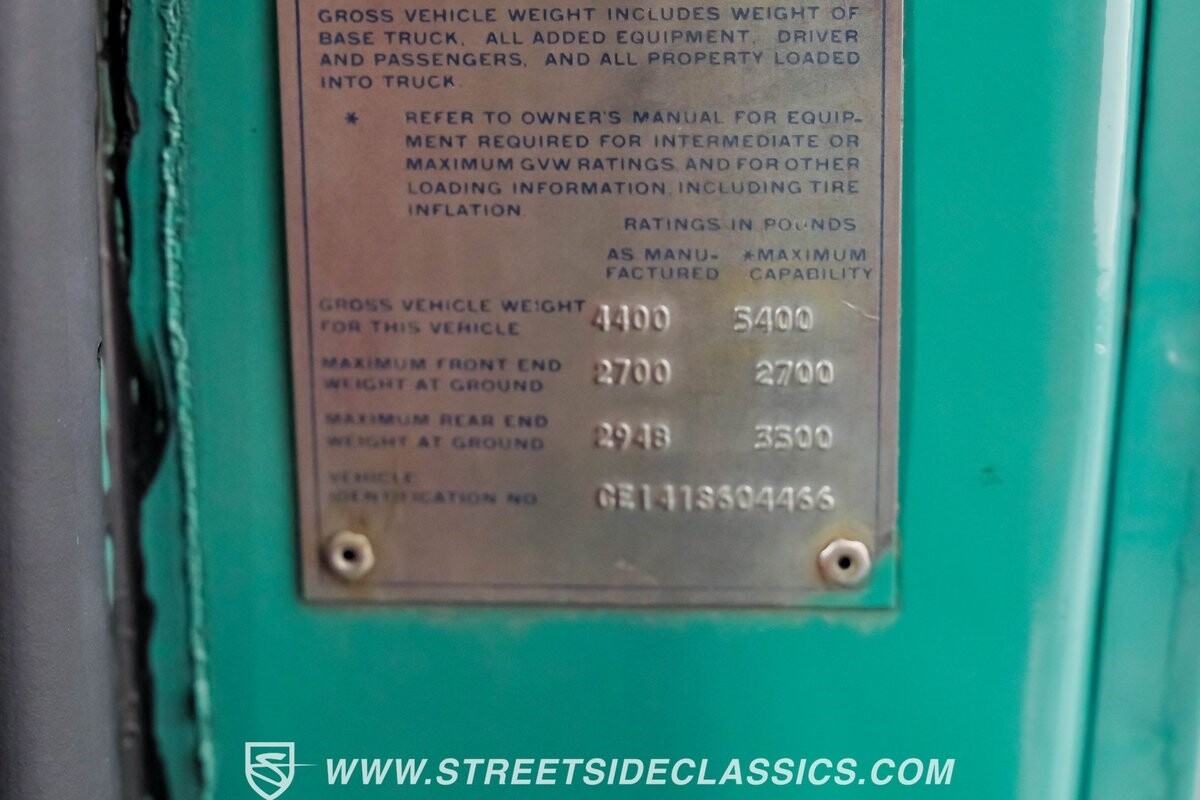 GROSS VEHICLE WEIGHT INCLUDES WEIGHT OF
BASE TRUCK, ALL ADDED EQUIPMENT, DRIVER
AND PASSENGERS, AND ALL PROPERTY LOADED
INTO TRUCK.
* REFER TO OWNER'S MANUAL FOR EQUIP-
MENT REQUIRED FOR INTERMEDIATE OR
MAXIMUM GVW RATINGS AND FOR OTHER
LOADING INFORMATION, INCLUDING TIRE
INFLATION.
RATINGS IN POUNDS
AS MANU- *MAXIMUM
FACTURED CAPABILITY
GROSS VEHICLE WEIGHT
FOR THIS VEHICLE 4400 5400
MAXIMUM FRONT END
WEIGHT AT GROUND 2700 2700
MAXIMUM REAR END
WEIGHT AT GROUND 2948 3500
VEHICLE
IDENTIFICATION NO. CE141S604466
WWW.STREETSIDECLASSICS.COM